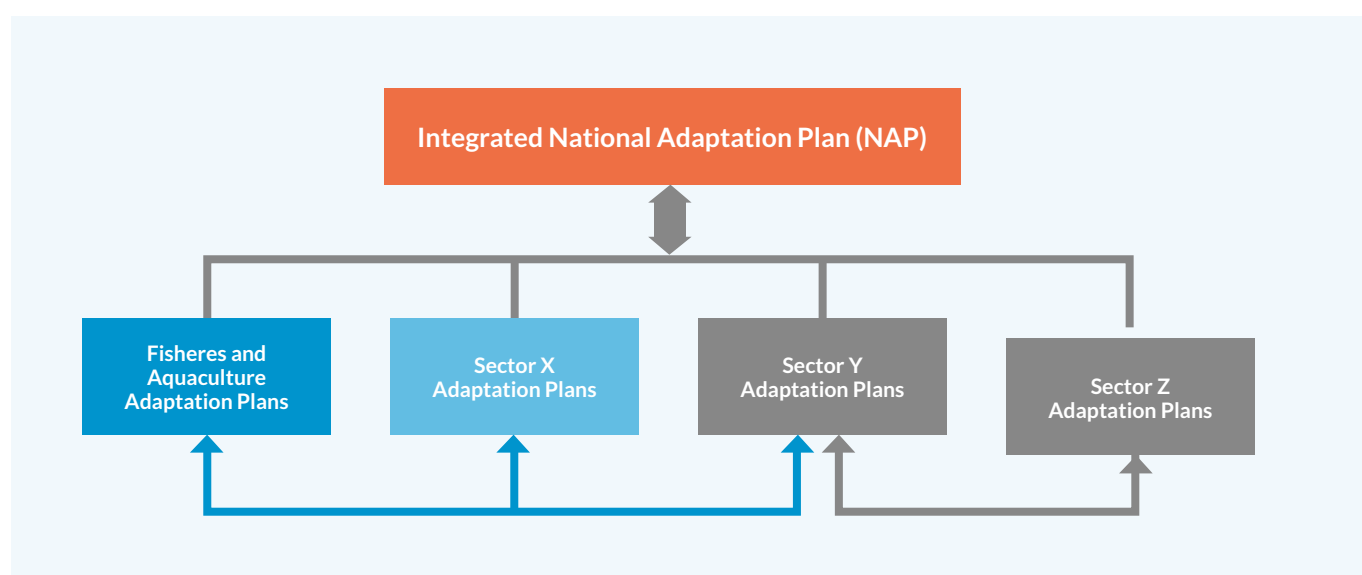 Integrated National Adaptation Plan (NAP)
Fisheres and
Aquaculture
Adaptation Plans
Sector X
Adaptation Plans
Sector Y
Adaptation Plans
Sector Z
Adaptation Plans